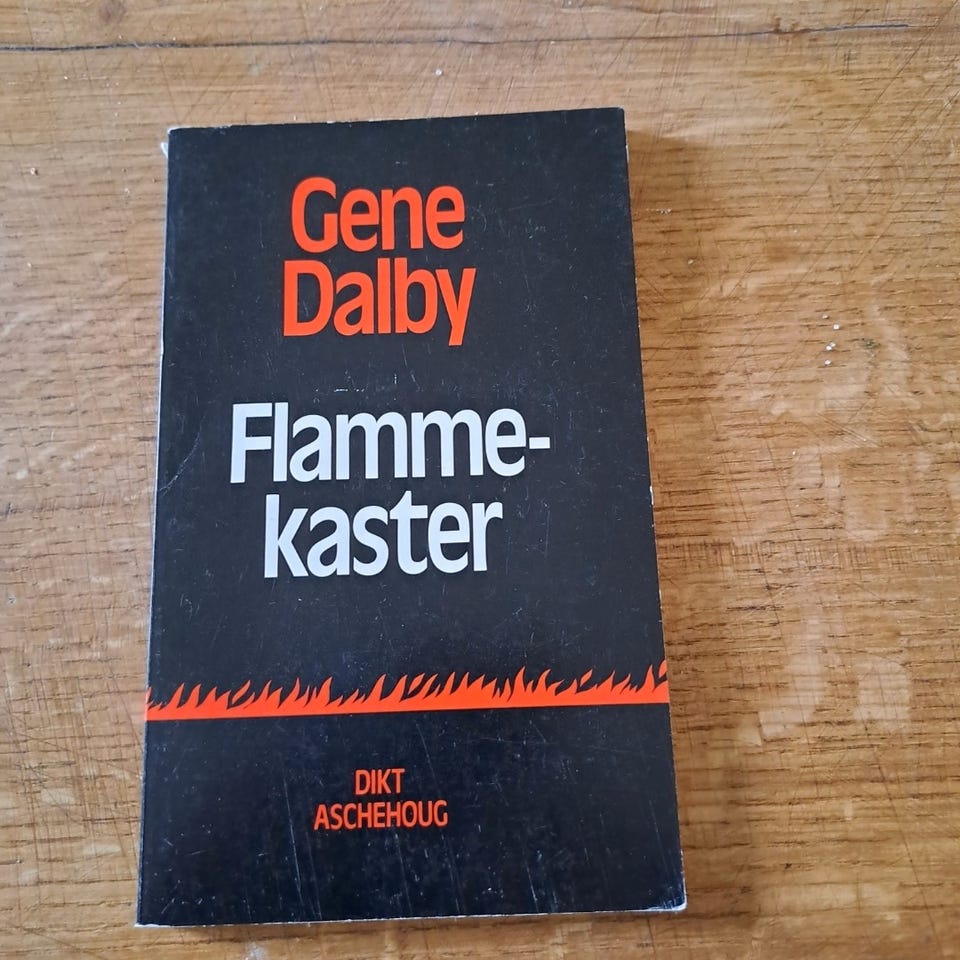 Gene
Dalby
Flamme-
kaster
DIKT
ASCHEHOUG